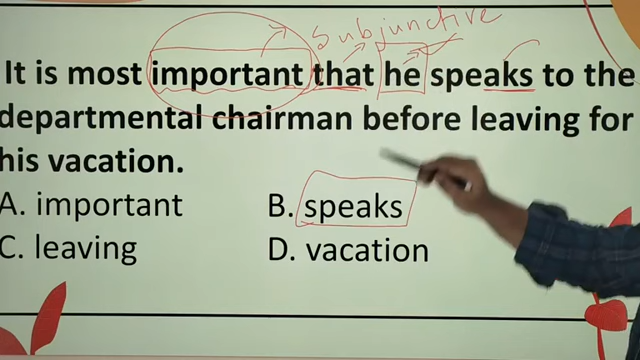 Subjunctive
It is most important that he speaks to the
departmental chairman before leaving for
his vacation.
A. important B. speaks
C. leaving D. vacation